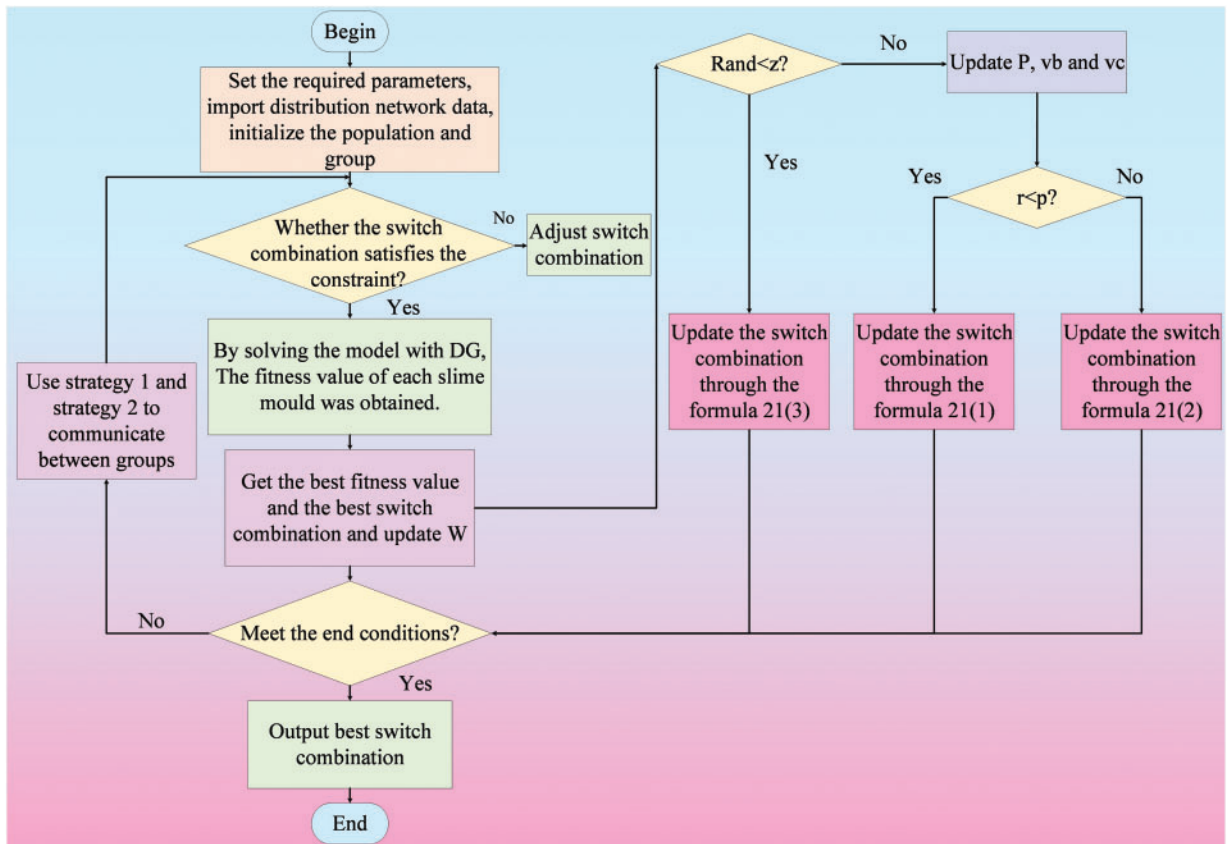 Begin
Set the required parameters,
import distribution network data,
initialize the population and
group
Whether the switch
combination satisfies the
constraint?
No
Adjust switch
combination
Yes
By solving the model with DG,
The fitness value of each slime
mould was obtained.
Get the best fitness value
and the best switch
combination and update W
Use strategy 1 and
strategy 2 to
communicate
between groups
No
Meet the end conditions?
Yes
Output best switch
combination
End
Rand<z?
No
Update P, vb and vc
Yes
Yes
r<p?
No
Update the switch
combination
through the
formula 21(3)
Update the switch
combination
through the
formula 21(1)
Update the switch
combination
through the
formula 21(2)